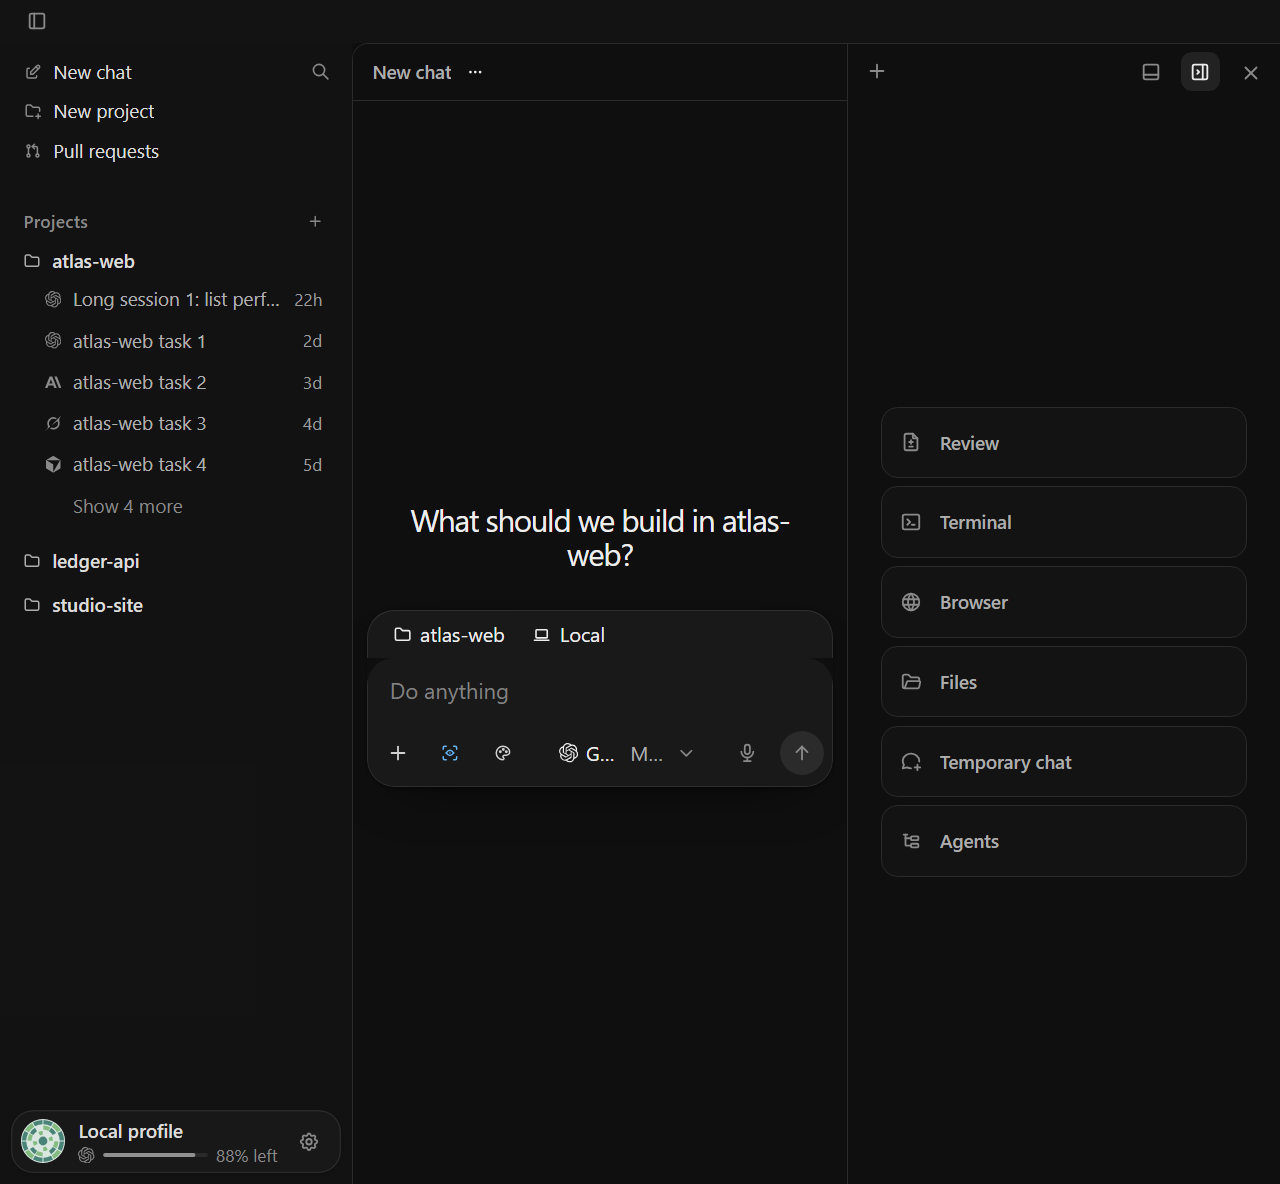 New chat
New project
Pull requests
Projects
atlas-web
Long session 1: list perf... 22h
atlas-web task 1 2d
atlas-web task 2 3d
atlas-web task 3 4d
atlas-web task 4 5d
Show 4 more
ledger-api
studio-site
Local profile
88% left
New chat
What should we build in atlas-
web?
atlas-web Local
Do anything
G... M...
Review
Terminal
Browser
Files
Temporary chat
Agents